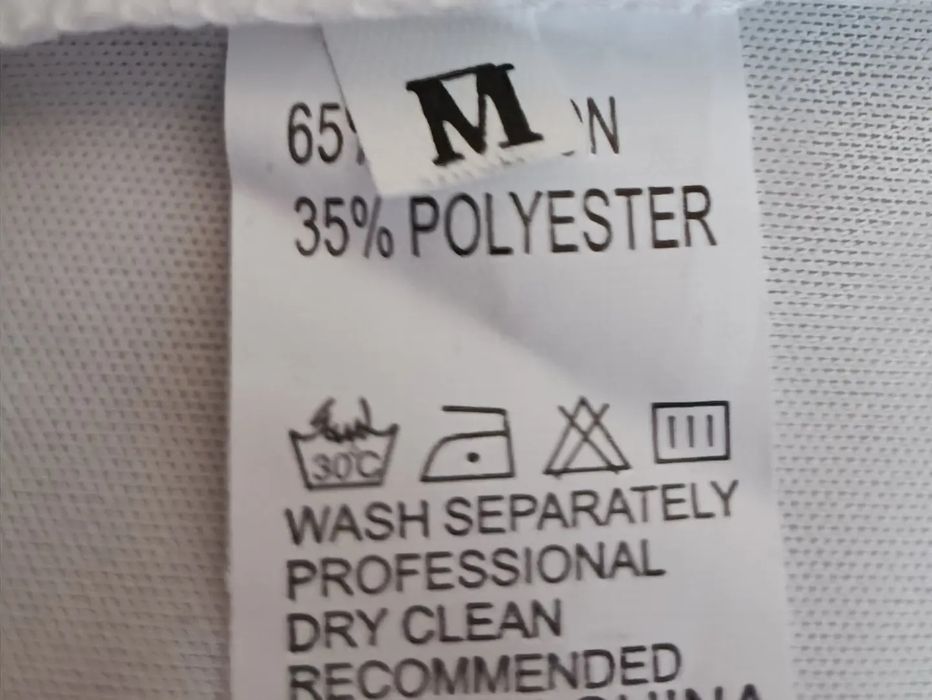 M
65%
35% POLYESTER
30°C
WASH SEPARATELY
PROFESSIONAL
DRY CLEAN
RECOMMENDED